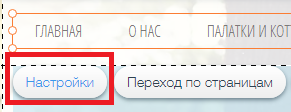 ГЛАВНАЯ О НАС ПАЛАТКИ И КОТ
Настройки Переход по страницам